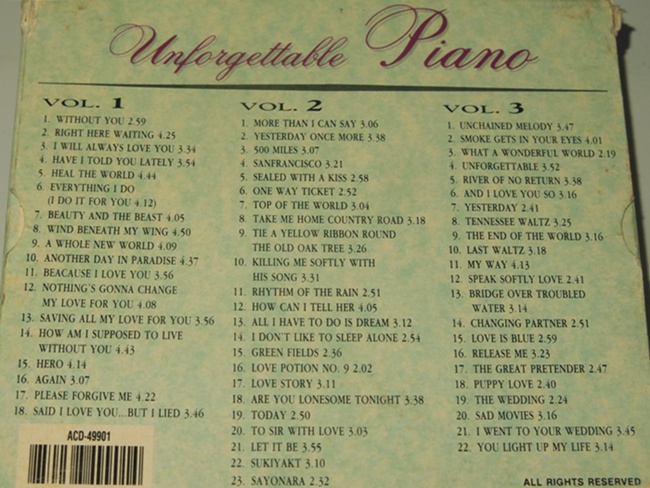 Unforgettable Piano
VOL. 1
1. WITHOUT YOU 2.59
2. RIGHT HERE WAITING 4.25
3. I WILL ALWAYS LOVE YOU 3.34
4. HAVE I TOLD YOU LATELY 3.54
5. HEAL THE WORLD 4.44
6. EVERYTHING I DO
(I DO IT FOR YOU 4.12)
7. BEAUTY AND THE BEAST 4.05
8. WIND BENEATH MY WING 4.50
9. A WHOLE NEW WORLD 4.09
10. ANOTHER DAY IN PARADISE 4.37
11. BEACAUSE I LOVE YOU 3.56
12. NOTHING'S GONNA CHANGE
MY LOVE FOR YOU 4.08
13. SAVING ALL MY LOVE FOR YOU 3.56
14. HOW AM I SUPPOSED TO LIVE
WITHOUT YOU 4.43
15. HERO 4.14
16. AGAIN 3.07
17. PLEASE FORGIVE ME 4.22
18. SAID I LOVE YOU...BUT I LIED 3.46
ACD-49901
VOL. 2
1. MORE THAN I CAN SAY 3.06
2. YESTERDAY ONCE MORE 3.38
3. 500 MILES 3.07
4. SANFRANCISCO 3.21
5. SEALED WITH A KISS 2.58
6. ONE WAY TICKET 2.52
7. TOP OF THE WORLD 3.04
8. TAKE ME HOME COUNTRY ROAD 3.18
9. TIE A YELLOW RIBBON ROUND
THE OLD OAK TREE 3.26
10. KILLING ME SOFTLY WITH
HIS SONG 3.31
11. RHYTHM OF THE RAIN 2.51
12. HOW CAN I TELL HER 4.05
13. ALL I HAVE TO DO IS DREAM 3.12
14. I DON'T LIKE TO SLEEP ALONE 2.54
15. GREEN FIELDS 2.36
16. LOVE POTION NO. 9 2.02
17. LOVE STORY 3.11
18. ARE YOU LONESOME TONIGHT 3.38
19. TODAY 2.50
20. TO SIR WITH LOVE 3.03
21. LET IT BE 3.55
22. SUKIYAKT 3.10
23. SAYONARA 2.32
VOL. 3
1. UNCHAINED MELODY 3.47
2. SMOKE GETS IN YOUR EYES 4.01
3. WHAT A WONDERFUL WORLD 2.19
4. UNFORGETTABLE 3.52
5. RIVER OF NO RETURN 3.38
6. AND I LOVE YOU SO 3.16
7. YESTERDAY 2.41
8. TENNESSEE WALTZ 3.25
9. THE END OF THE WORLD 3.16
10. LAST WALTZ 3.18
11. MY WAY 4.13
12. SPEAK SOFTLY LOVE 2.41
13. BRIDGE OVER TROUBLED
WATER 3.14
14. CHANGING PARTNER 2.51
15. LOVE IS BLUE 2.59
16. RELEASE ME 3.23
17. THE GREAT PRETENDER 2.47
18. PUPPY LOVE 2.40
19. THE WEDDING 2.24
20. SAD MOVIES 3.16
21. I WENT TO YOUR WEDDING 3.45
22. YOU LIGHT UP MY LIFE 3.14
ALL RIGHTS RESERVED